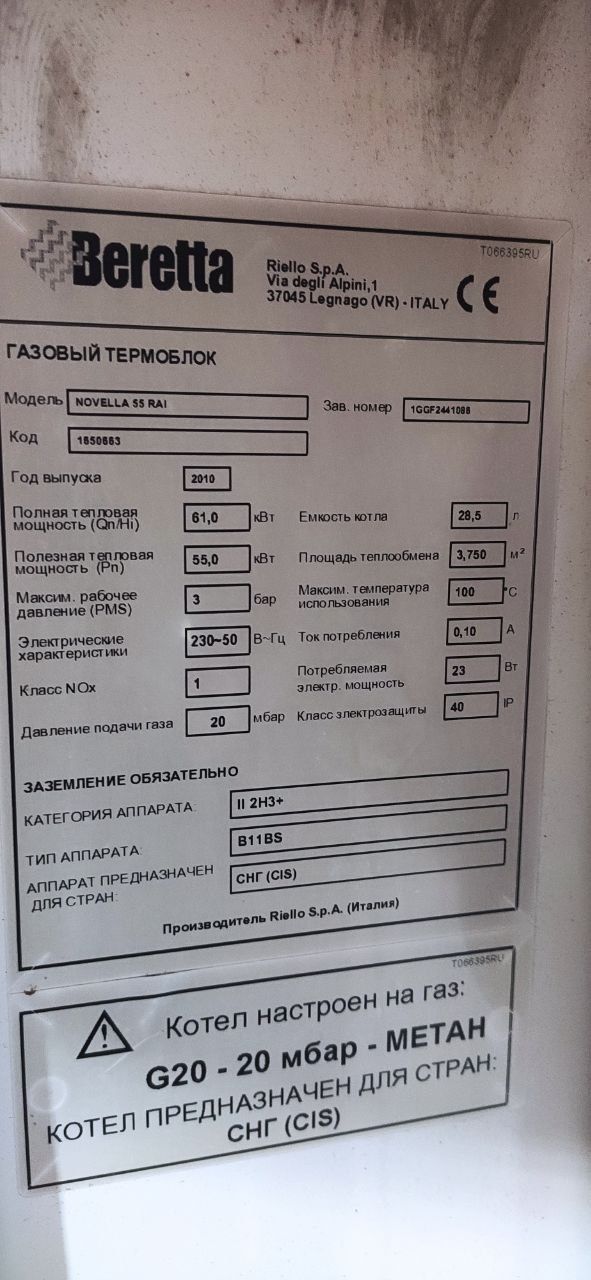 Beretta
T066395RU
Riello S.p.A.
Via degli Alpini,1
37045 Legnago (VR) - ITALY
CE
ГАЗОВЫЙ ТЕРМОБЛОК
Модель NOVELLA 55 RAI Зав. номер 1GGF2441086
Код 1650663
Год выпуска 2010
Полная тепловая
мощность (Qn/Hi) 61,0 кВт Емкость котла 28,5 л
Полезная тепловая
мощность (Pn) 55,0 кВт Площадь теплообмена 3,750 м²
Максим. рабочее
давление (PMS) 3 бар Максим. температура
использования 100 °C
Электрические
характеристики 230~50 В~Гц Ток потребления 0,10 А
Класс NOx 1 Потребляемая
электр. мощность 23 Вт
Давление подачи газа 20 мбар Класс злектрозащиты 40 IP
ЗАЗЕМЛЕНИЕ ОБЯЗАТЕЛЬНО
КАТЕГОРИЯ АППАРАТА: II 2H3+
ТИП АППАРАТА: B11BS
АППАРАТ ПРЕДНАЗНАЧЕН
ДЛЯ СТРАН: СНГ (CIS)
Производитель Riello S.p.A. (Италия)
T066395RU
Котел настроен на газ:
G20 - 20 мбар - МЕТАН
КОТЕЛ ПРЕДНАЗНАЧЕН ДЛЯ СТРАН:
СНГ (CIS)